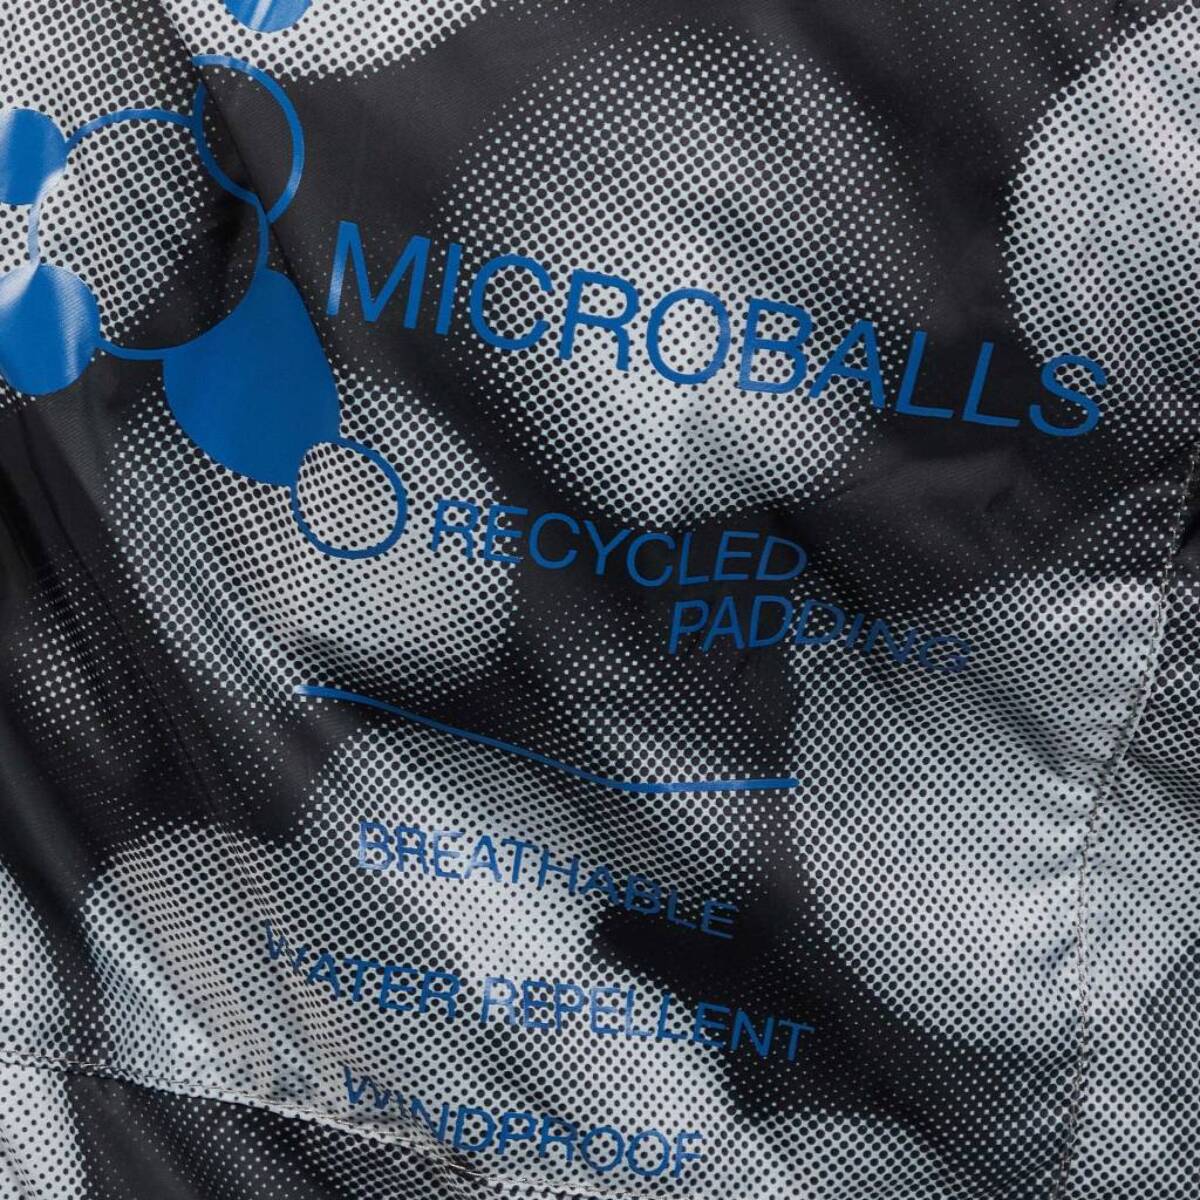 MICROBALLS
RECYCLED
PADDING
BREATHABLE
WATER REPELLENT
WINDPROOF